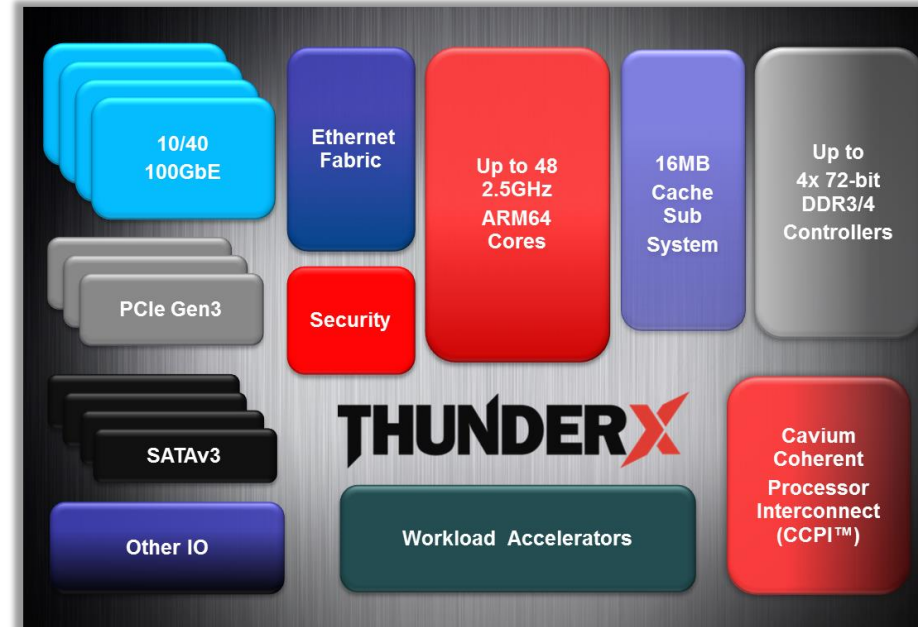 10/40
100GbE
Ethernet
Fabric
Up to 48
2.5GHz
ARM64
Cores
16MB
Cache
Sub
System
Up to
4x 72-bit
DDR3/4
Controllers
PCIe Gen3
Security
SATAv3
THUNDERX
Cavium
Coherent
Processor
Interconnect
(CCPI™)
Other IO
Workload Accelerators